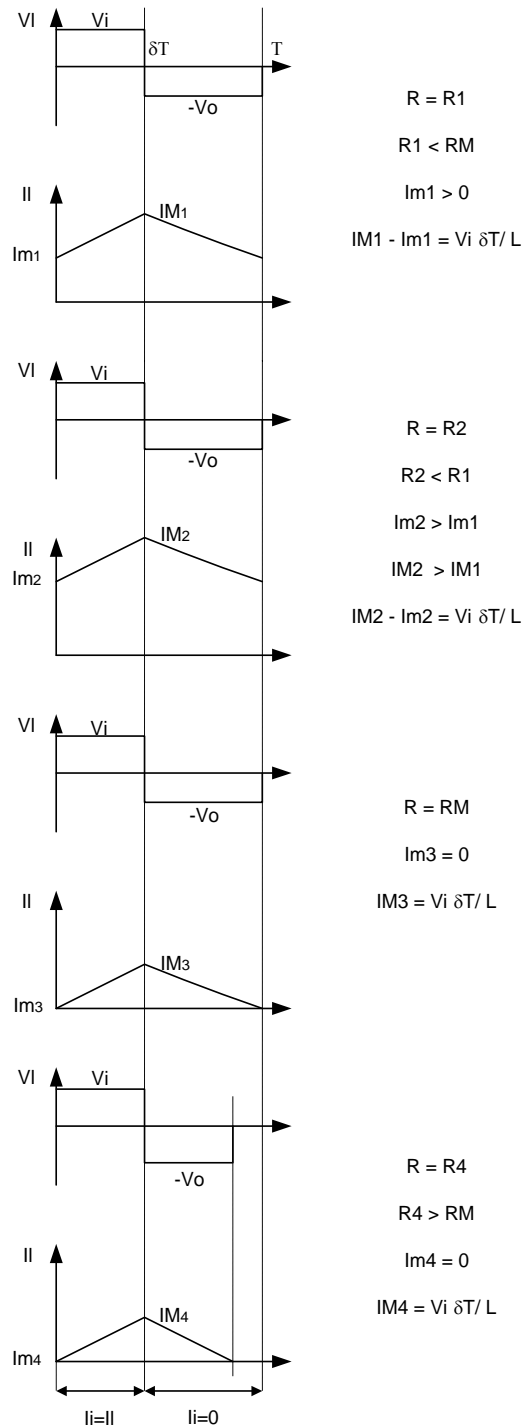 VI
Vi
δT
T
-Vo
II
IM1
Im1
R = R1
R1 < RM
Im1 > 0
IM1 - Im1 = Vi δT/ L
VI
Vi
-Vo
II
IM2
Im2
R = R2
R2 < R1
Im2 > Im1
IM2 > IM1
IM2 - Im2 = Vi δT/ L
VI
Vi
-Vo
II
IM3
Im3
R = RM
Im3 = 0
IM3 = Vi δT/ L
VI
Vi
-Vo
II
IM4
Im4
R = R4
R4 > RM
Im4 = 0
IM4 = Vi δT/ L
Ii=II
Ii=0